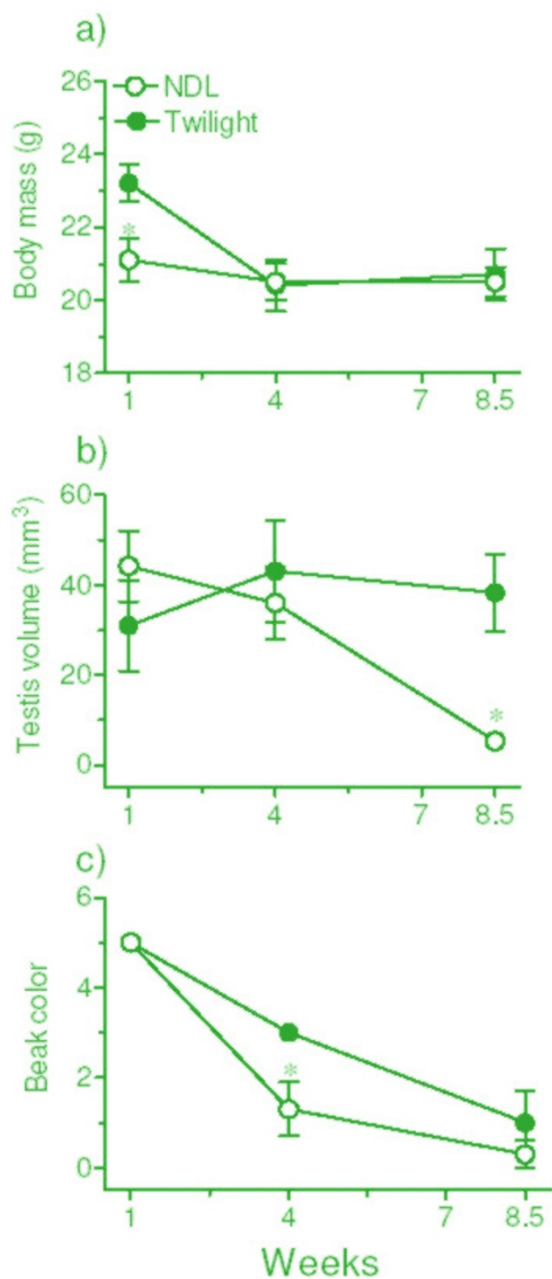 a)
NDL
Twilight
Body mass (g)
26
24
22
20
18
1 4 7 8.5
*
b)
Testis volume (mm³)
60
40
20
0
1 4 7 8.5
*
c)
Beak color
6
4
2
0
1 4 7 8.5
*
Weeks